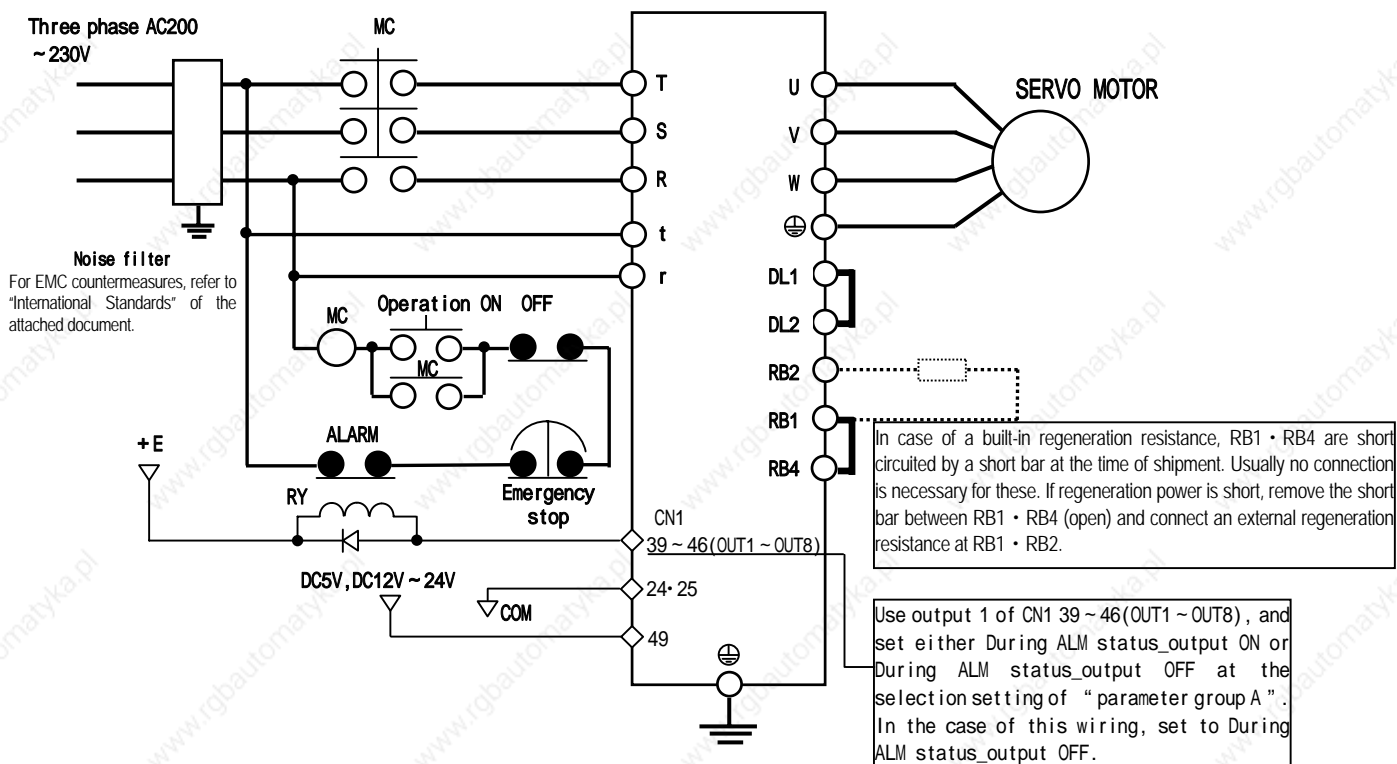 Three phase AC200
~230V
MC
T
S
R
t
r
U
V
W
DL1
DL2
RB2
RB1
RB4
SERVO MOTOR
Noise filter
For EMC countermeasures, refer to
"International Standards" of the
attached document.
MC
Operation ON OFF
MC
ALARM
Emergency
stop
+E
RY
DC5V,DC12V~24V
COM
CN1
39~46(OUT1~OUT8)
24・25
49
In case of a built-in regeneration resistance, RB1・RB4 are short
circuited by a short bar at the time of shipment. Usually no connection
is necessary for these. If regeneration power is short, remove the short
bar between RB1・RB4 (open) and connect an external regeneration
resistance at RB1・RB2.
Use output 1 of CN1 39~46(OUT1~OUT8), and
set either During ALM status_output ON or
During ALM status_output OFF at the
selection setting of "parameter group A".
In the case of this wiring, set to During
ALM status_output OFF.
www.rgbautomatyka.pl